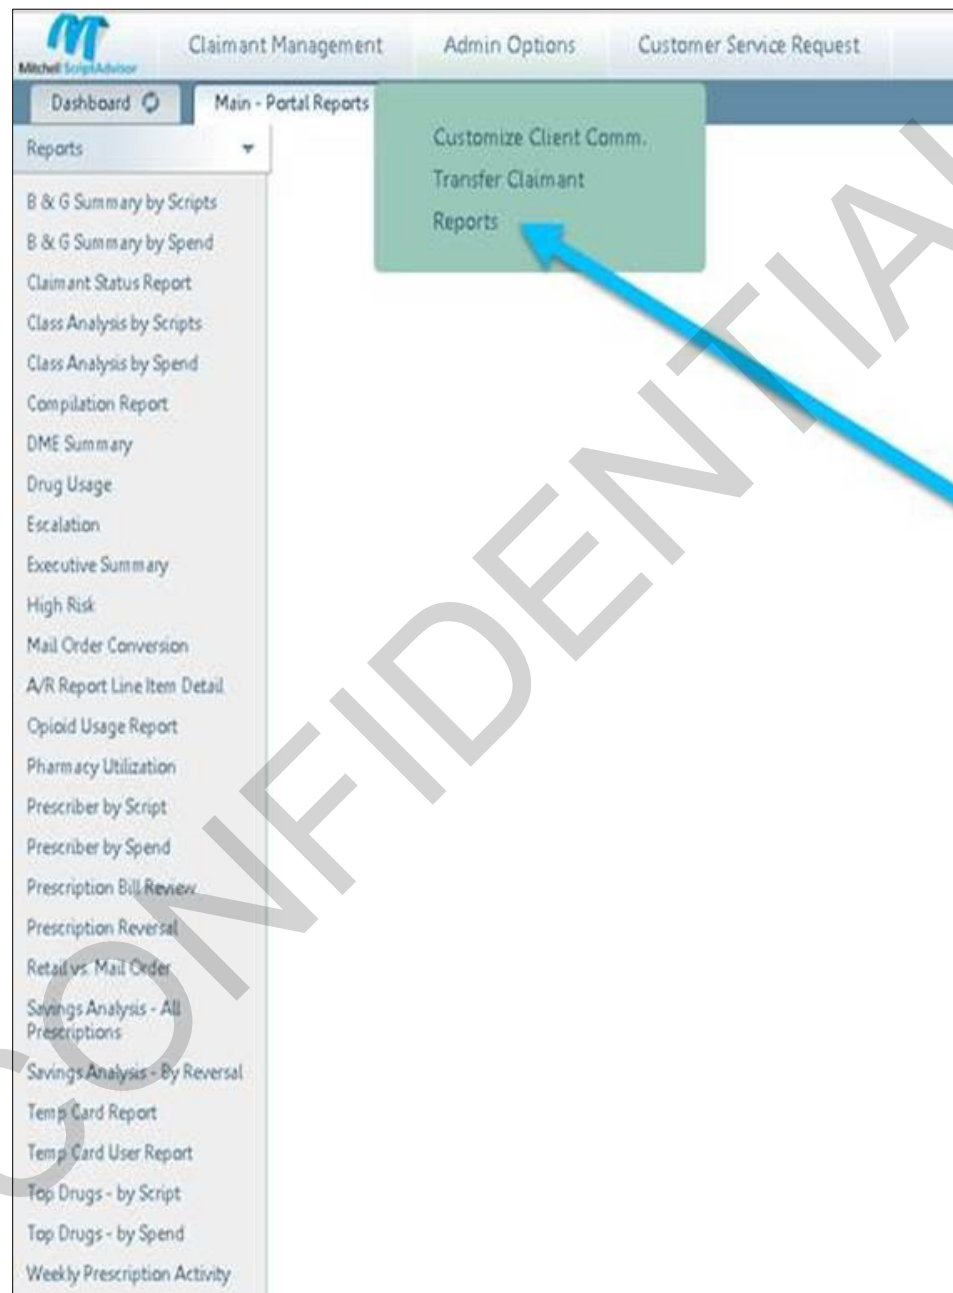 Mitchell ScriptAdvisor
Claimant Management Admin Options Customer Service Request
Dashboard Main - Portal Reports
Customize Client Comm.
Transfer Claimant
Reports
Reports
B & G Summary by Scripts
B & G Summary by Spend
Claimant Status Report
Class Analysis by Scripts
Class Analysis by Spend
Compilation Report
DME Summary
Drug Usage
Escalation
Executive Summary
High Risk
Mail Order Conversion
A/R Report Line Item Detail
Opioid Usage Report
Pharmacy Utilization
Prescriber by Script
Prescriber by Spend
Prescription Bill Review
Prescription Reversal
Retail vs. Mail Order
Savings Analysis - All
Prescriptions
Savings Analysis - By Reversal
Temp Card Report
Temp Card User Report
Top Drugs - by Script
Top Drugs - by Spend
Weekly Prescription Activity
CONFIDENTIAL